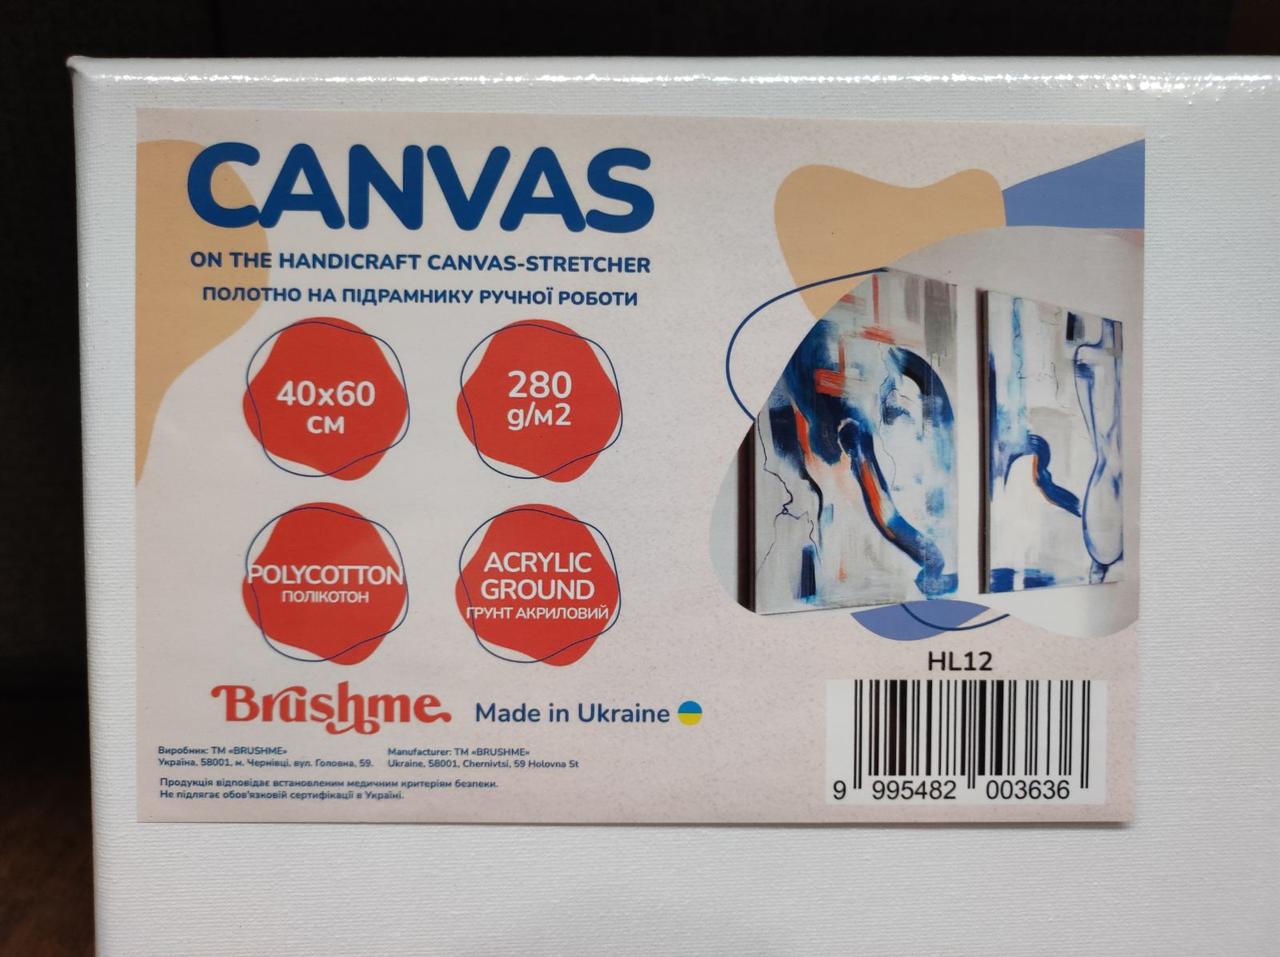 CANVAS
ON THE HANDICRAFT CANVAS-STRETCHER
ПОЛОТНО НА ПІДРАМНИКУ РУЧНОЇ РОБОТИ
40x60
СМ
280
g/м2
POLYCOTTON
ПОЛІКОТОН
ACRYLIC
GROUND
ГРУНТ АКРИЛОВИЙ
Brushme.
Made in Ukraine
Виробник: ТМ «BRUSHME»
Україна, 58001, м. Чернівці, вул. Головна, 59.
Manufacturer: TM «BRUSHME»
Ukraine, 58001, Chernivtsi, 59 Holovna St
Продукція відповідає встановленим медичним критеріям безпеки.
Не підлягає обов'язковій сертифікації в Україні.
HL12
9 995482 003636